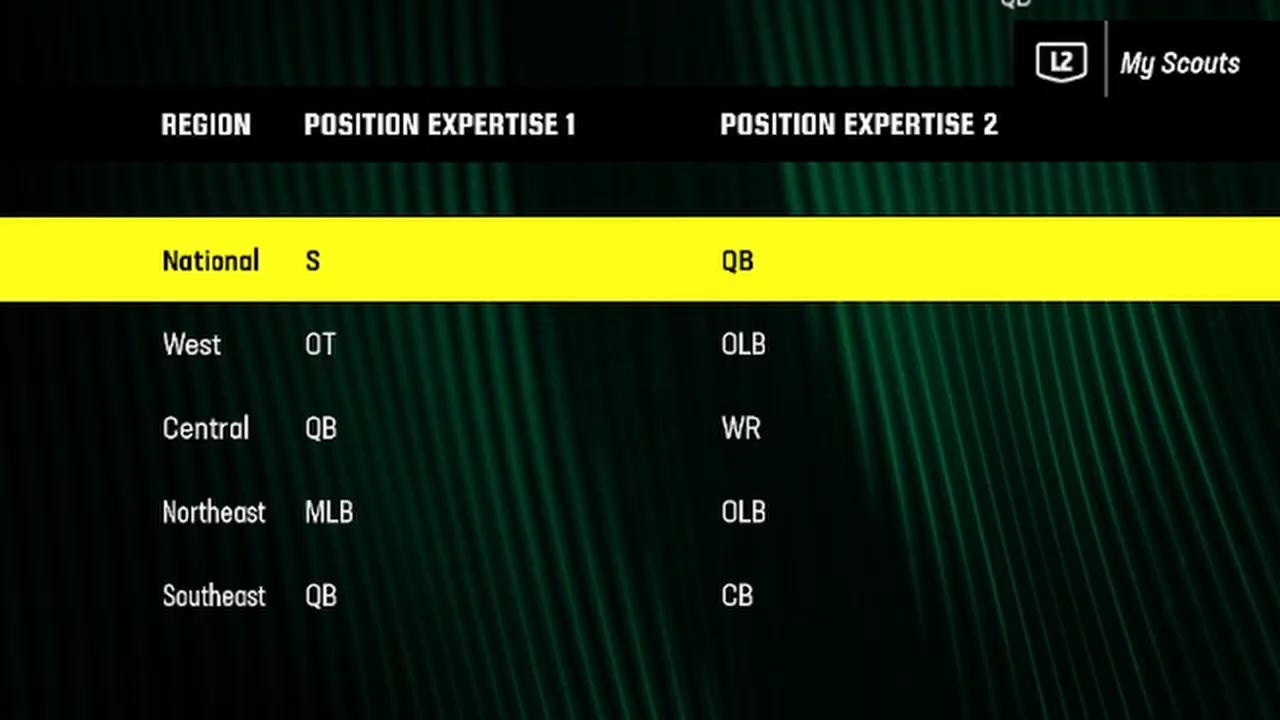 QB
L2 My Scouts
REGION POSITION EXPERTISE 1 POSITION EXPERTISE 2
National S QB
West OT OLB
Central QB WR
Northeast MLB OLB
Southeast QB CB